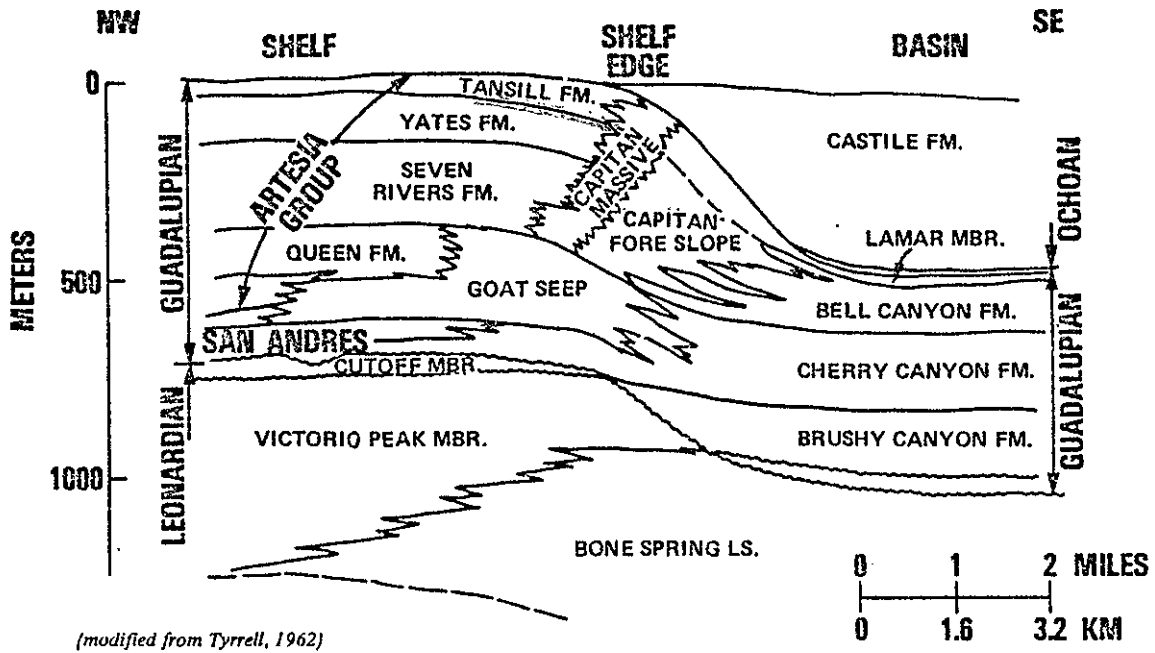 NW
SE
SHELF
SHELF
EDGE
BASIN
0
500
1000
METERS
GUADALUPIAN
LEONARDIAN
ARTESIA
GROUP
TANSILL FM.
YATES FM.
SEVEN
RIVERS FM.
QUEEN FM.
GOAT SEEP
SAN ANDRES
CUTOFF MBR
VICTORIO PEAK MBR.
CAPITAN
MASSIVE
CAPITAN
FORE SLOPE
CASTILE FM.
LAMAR MBR.
BELL CANYON FM.
CHERRY CANYON FM.
BRUSHY CANYON FM.
BONE SPRING LS.
OCHOAN
GUADALUPIAN
0 1 2 MILES
0 1.6 3.2 KM
(modified from Tyrrell, 1962)